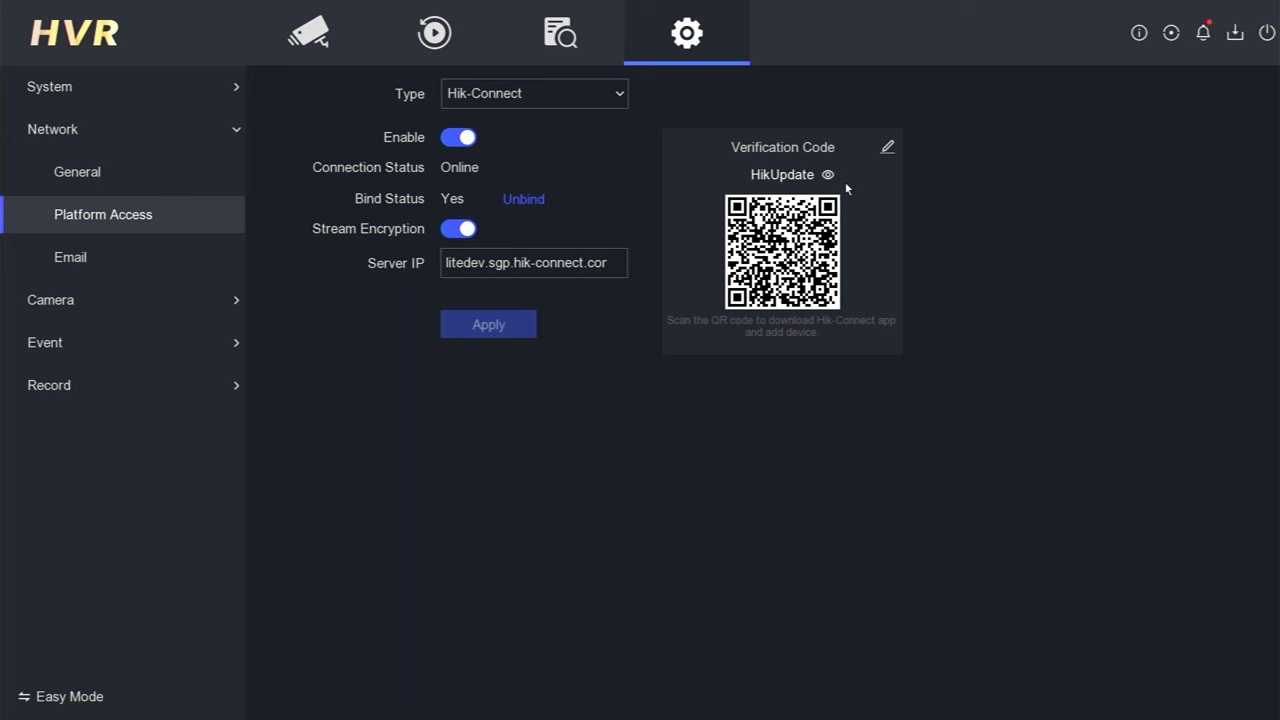 HVR
System
Network
General
Platform Access
Email
Camera
Event
Record
Easy Mode
Type Hik-Connect
Enable
Connection Status Online
Bind Status Yes Unbind
Stream Encryption
Server IP litedev.sgp.hik-connect.cor
Apply
Verification Code
HikUpdate
Scan the QR code to download Hik-Connect app
and add device.